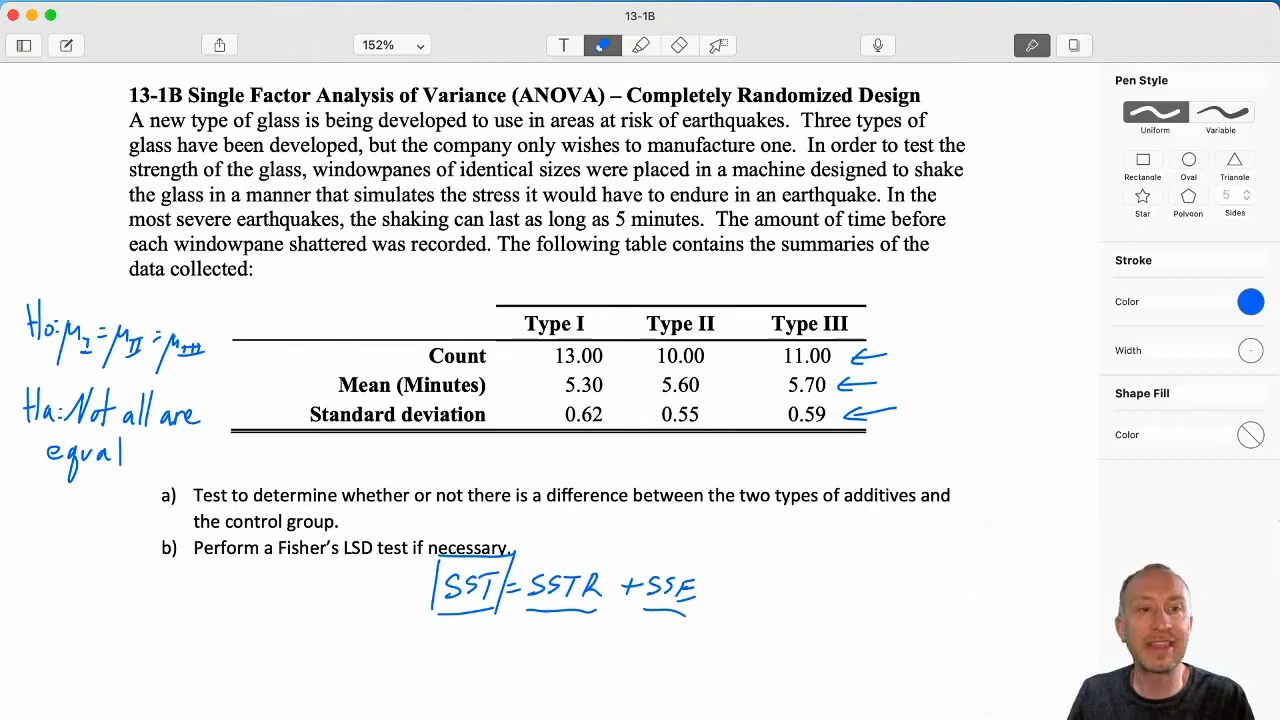 13-1B
152%
T
13-1B Single Factor Analysis of Variance (ANOVA) – Completely Randomized Design
A new type of glass is being developed to use in areas at risk of earthquakes. Three types of
glass have been developed, but the company only wishes to manufacture one. In order to test the
strength of the glass, windowpanes of identical sizes were placed in a machine designed to shake
the glass in a manner that simulates the stress it would have to endure in an earthquake. In the
most severe earthquakes, the shaking can last as long as 5 minutes. The amount of time before
each windowpane shattered was recorded. The following table contains the summaries of the
data collected:
Type I Type II Type III
Count 13.00 10.00 11.00
Mean (Minutes) 5.30 5.60 5.70
Standard deviation 0.62 0.55 0.59
Ho: μI = μII = μIII
Ha: Not all are
equal
a) Test to determine whether or not there is a difference between the two types of additives and
the control group.
b) Perform a Fisher's LSD test if necessary.
SST = SSTR + SSE
Pen Style
Uniform Variable
Rectangle Oval Triangle
Star Polygon 5 Sides
Stroke
Color
Width
Shape Fill
Color